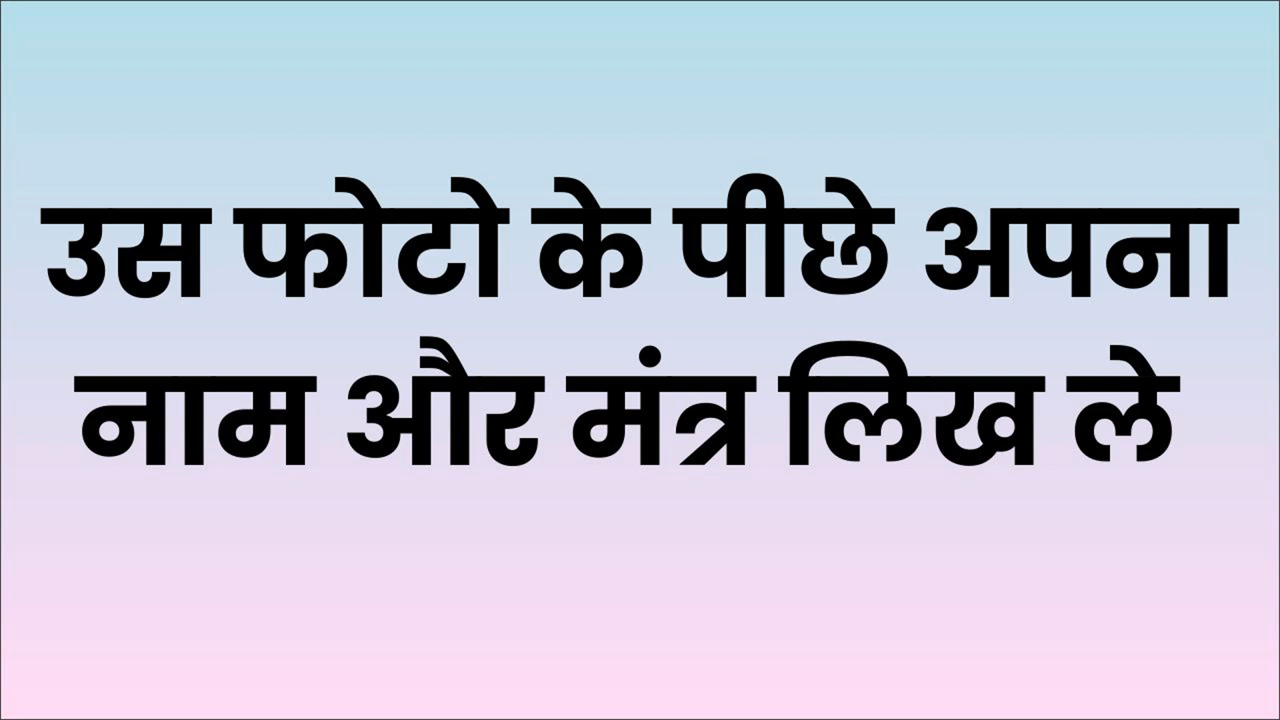 उस फोटो के पीछे अपना
नाम और मंत्र लिख ले